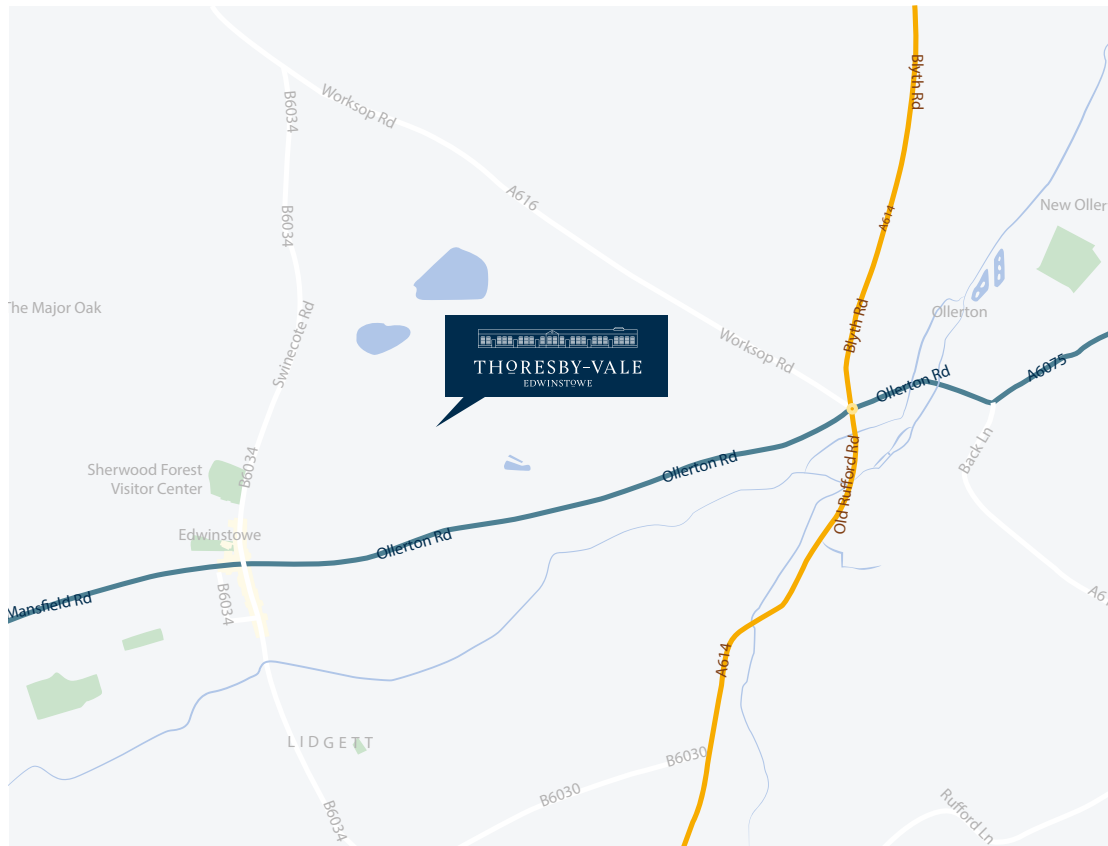 Blyth Rd
B6034
Worksop Rd
A616
New Oller
B6034
A614
The Major Oak
Ollerton
Swinecote Rd
Blyth Rd
THORESBY-VALE
EDWINSTOWE
Worksop Rd
A6075
Ollerton Rd
Back Ln
Sherwood Forest
Visitor Center
B6034
Ollerton Rd
Old Rufford Rd
Edwinstowe
Ollerton Rd
Mansfield Rd
B6034
A61
A614
LIDGETT
B6030
B6030
B6034
Rufford Ln